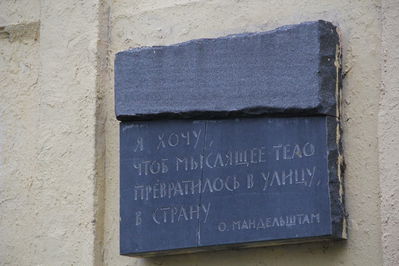 Я ХОЧУ,
ЧТОБ МЫСЛЯЩЕЕ ТЕЛО
ПРЕВРАТИЛОСЬ В УЛИЦУ,
В СТРАНУ
О. МАНДЕЛЬШТАМ